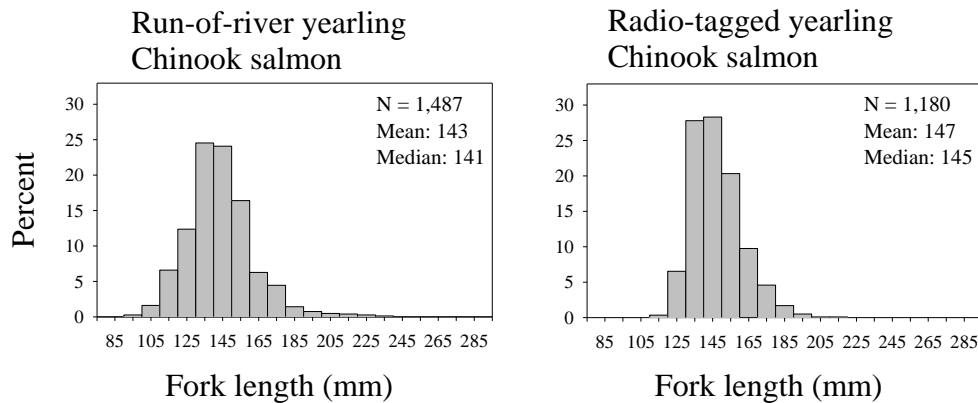 Run-of-river yearling
Chinook salmon
N = 1,487
Mean: 143
Median: 141
Percent
30
25
20
15
10
5
0
85 105 125 145 165 185 205 225 245 265 285
Fork length (mm)
Radio-tagged yearling
Chinook salmon
N = 1,180
Mean: 147
Median: 145
30
25
20
15
10
5
0
85 105 125 145 165 185 205 225 245 265 285
Fork length (mm)